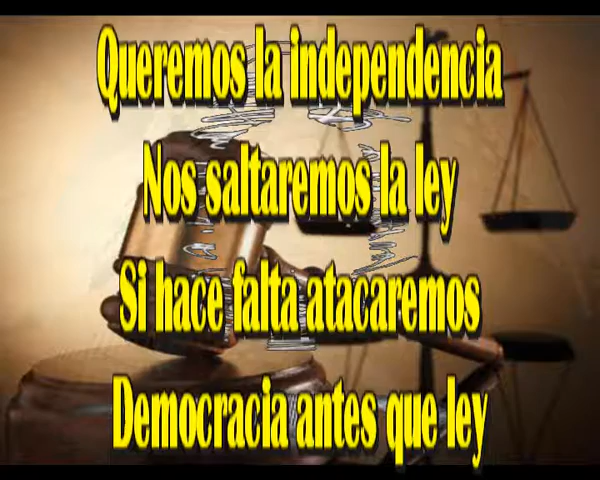 Queremos la independencia
Nos saltaremos la ley
Si hace falta atacaremos
Democracia antes que ley